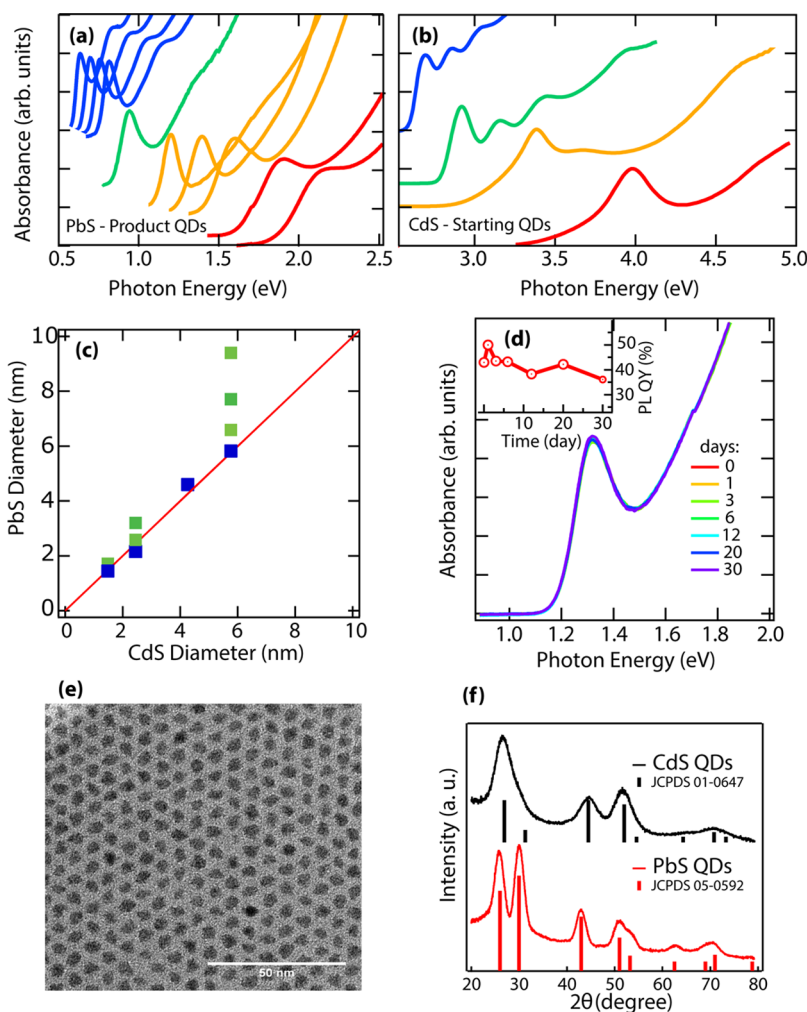 (a)
(b)
Absorbance (arb. units)
PbS - Product QDs
CdS - Starting QDs
0.5 1.0 1.5 2.0 2.5
3.0 3.5 4.0 4.5 5.0
Photon Energy (eV)
Photon Energy (eV)
(c)
PbS Diameter (nm)
10
8
6
4
2
0
0 2 4 6 8 10
CdS Diameter (nm)
(d)
Absorbance (arb. units)
50
40
30
PL QY (%)
10 20 30
Time (day)
days:
0
1
3
6
12
20
30
1.0 1.2 1.4 1.6 1.8 2.0
Photon Energy (eV)
(e)
50 nm
(f)
Intensity (a. u.)
CdS QDs
JCPDS 01-0647
PbS QDs
JCPDS 05-0592
20 30 40 50 60 70 80
2θ(degree)